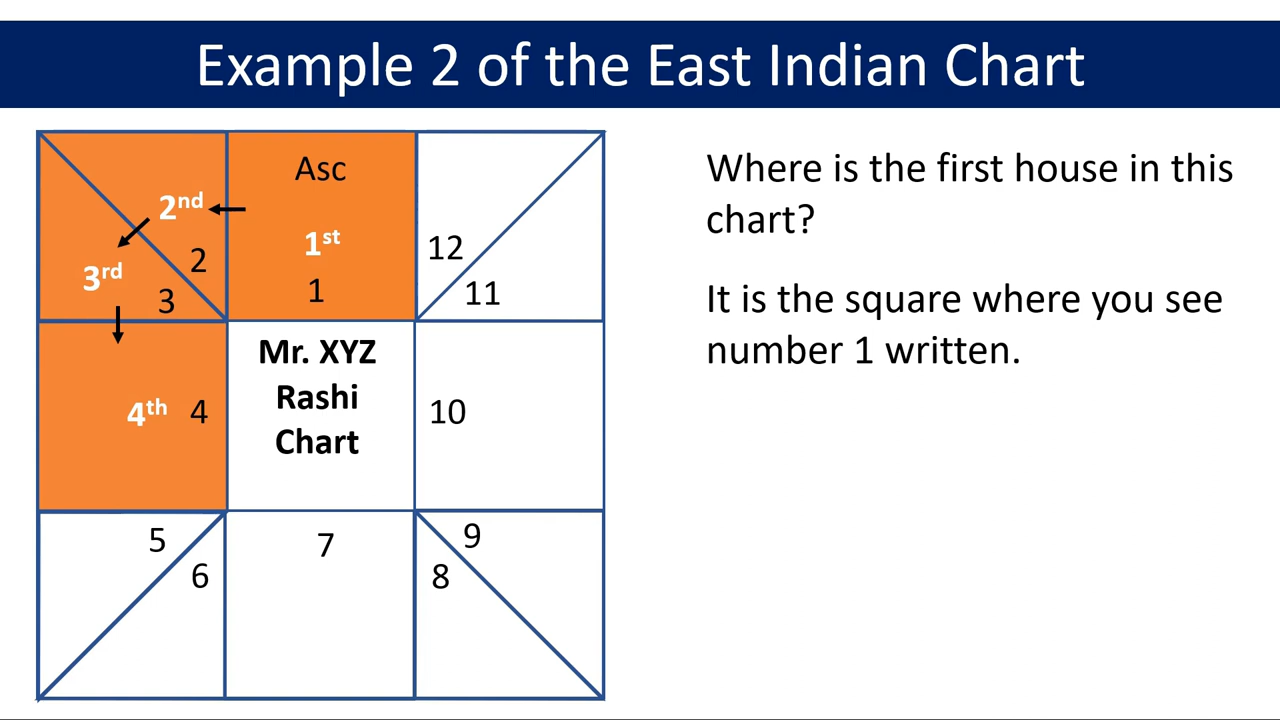 Example 2 of the East Indian Chart
Asc
2nd
1st
12
2
3rd
3
1
11
Mr. XYZ
Rashi
Chart
4th 4
10
5
6
7
9
8
Where is the first house in this
chart?
It is the square where you see
number 1 written.